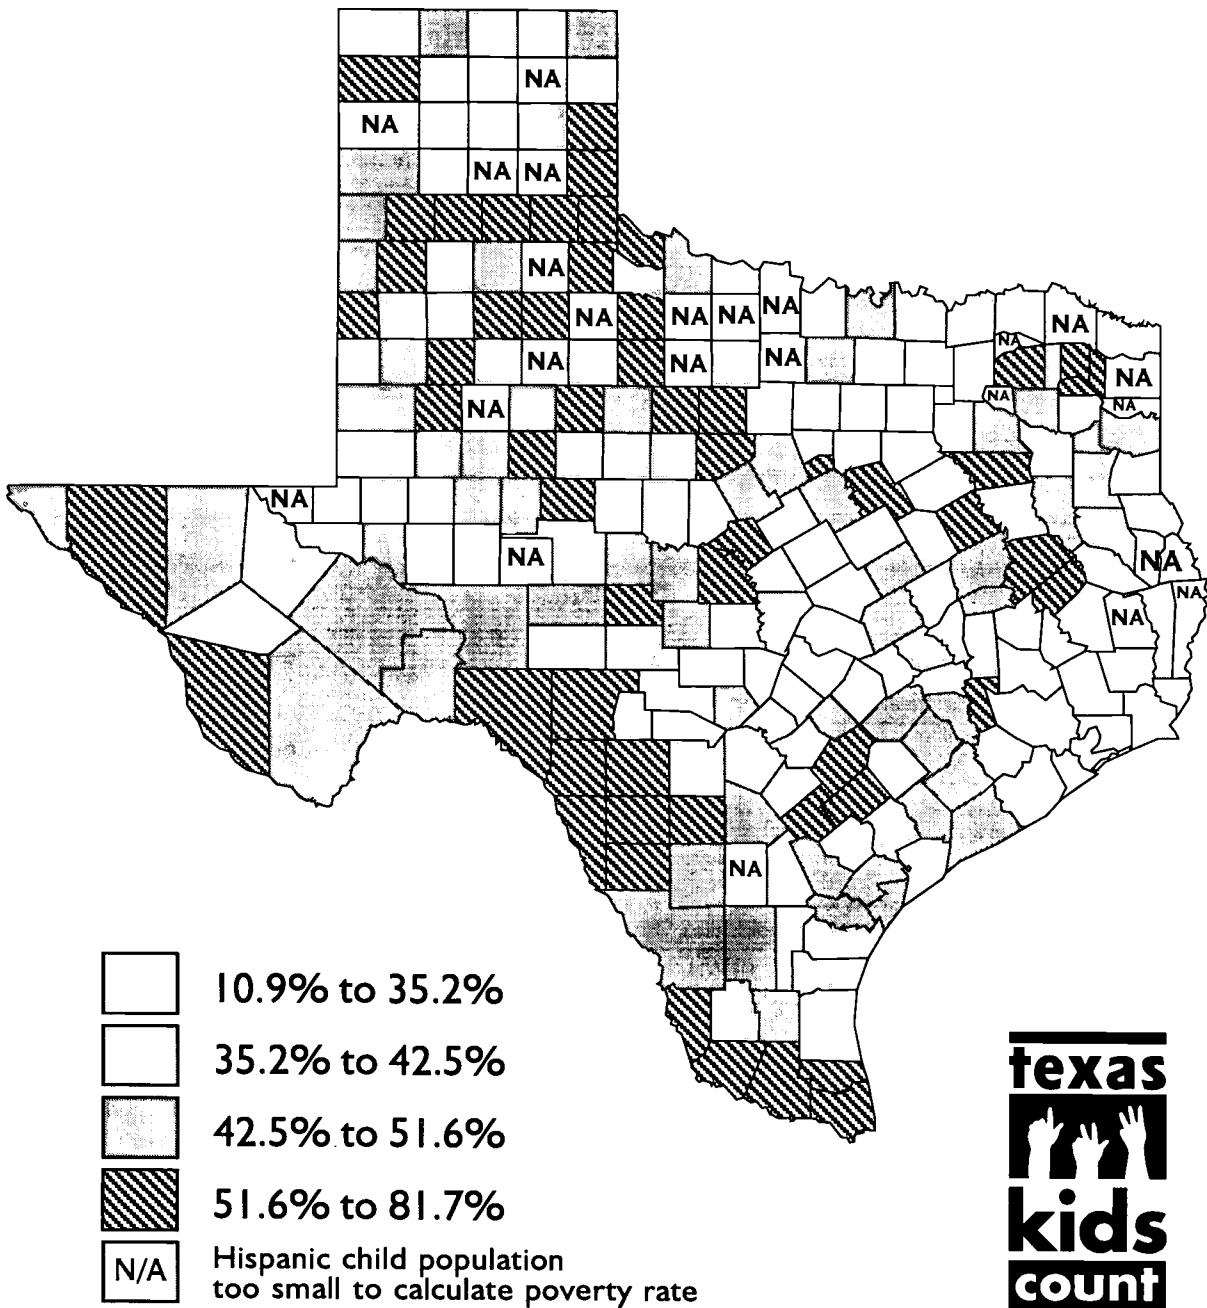 NA
NA
NA NA
NA
NA NA NA NA NA
NA
NA NA NA
NA
NA
NA
NA
NA
NA NA
NA
NA
NA
10.9% to 35.2%
35.2% to 42.5%
42.5% to 51.6%
51.6% to 81.7%
N/A Hispanic child population
too small to calculate poverty rate
texas
kids
count